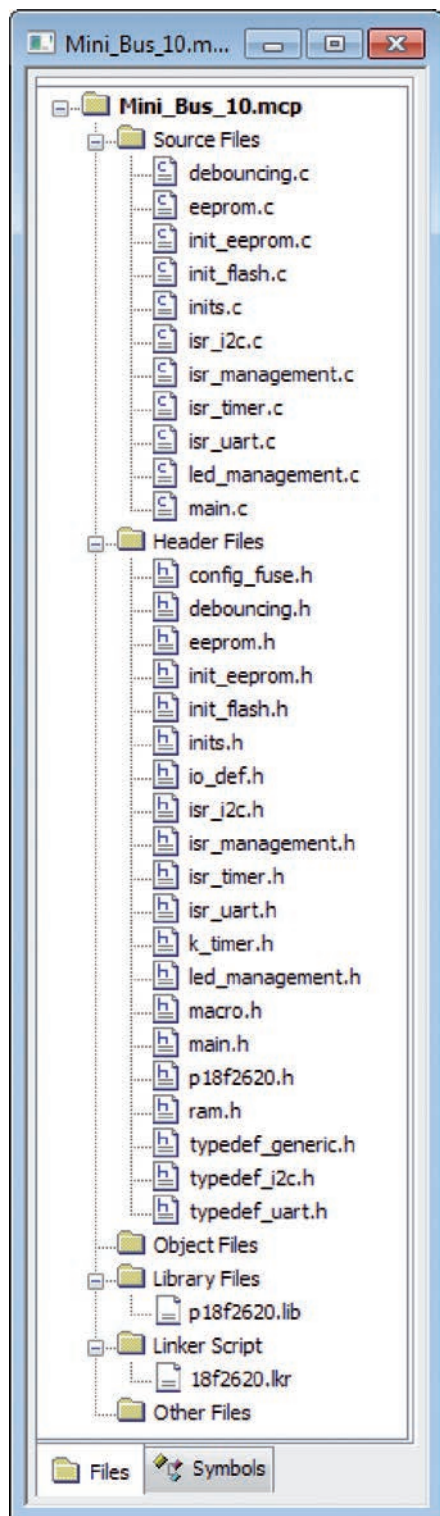 Mini_Bus_10.m...
Mini_Bus_10.mcp
Source Files
debouncing.c
eeprom.c
init_eeprom.c
init_flash.c
inits.c
isr_i2c.c
isr_management.c
isr_timer.c
isr_uart.c
led_management.c
main.c
Header Files
config_fuse.h
debouncing.h
eeprom.h
init_eeprom.h
init_flash.h
inits.h
io_def.h
isr_i2c.h
isr_management.h
isr_timer.h
isr_uart.h
k_timer.h
led_management.h
macro.h
main.h
p18f2620.h
ram.h
typedef_generic.h
typedef_i2c.h
typedef_uart.h
Object Files
Library Files
p18f2620.lib
Linker Script
18f2620.lkr
Other Files
Files Symbols